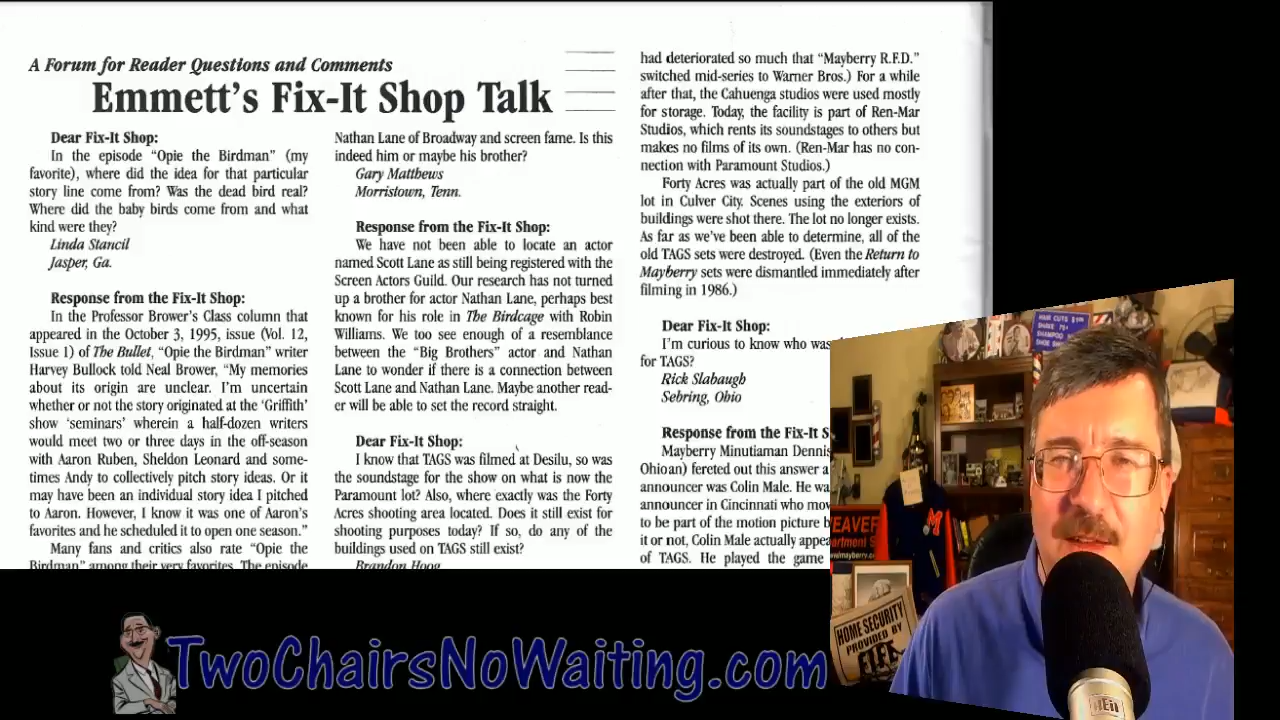 A Forum for Reader Questions and Comments
Emmett's Fix-It Shop Talk
Dear Fix-It Shop:
In the episode “Opie the Birdman” (my
favorite), where did the idea for that particular
story line come from? Was the dead bird real?
Where did the baby birds come from and what
kind were they?
Linda Stancil
Jasper, Ga.
Response from the Fix-It Shop:
In the Professor Brower's Class column that
appeared in the October 3, 1995, issue (Vol. 12,
Issue 1) of The Bullet, “Opie the Birdman” writer
Harvey Bullock told Neal Brower, “My memories
about its origin are unclear. I'm uncertain
whether or not the story originated at the ‘Griffith’
show ‘seminars’ wherein a half-dozen writers
would meet two or three days in the off-season
with Aaron Ruben, Sheldon Leonard and some-
times Andy to collectively pitch story ideas. Or it
may have been an individual story idea I pitched
to Aaron. However, I know it was one of Aaron's
favorites and he scheduled it to open one season.”
Many fans and critics also rate “Opie the
Birdman” among their very favorites. The episode
Nathan Lane of Broadway and screen fame. Is this
indeed him or maybe his brother?
Gary Matthews
Morristown, Tenn.
Response from the Fix-It Shop:
We have not been able to locate an actor
named Scott Lane as still being registered with the
Screen Actors Guild. Our research has not turned
up a brother for actor Nathan Lane, perhaps best
known for his role in The Birdcage with Robin
Williams. We too see enough of a resemblance
between the “Big Brothers” actor and Nathan
Lane to wonder if there is a connection between
Scott Lane and Nathan Lane. Maybe another read-
er will be able to set the record straight.
Dear Fix-It Shop:
I know that TAGS was filmed at Desilu, so was
the soundstage for the show on what is now the
Paramount lot? Also, where exactly was the Forty
Acres shooting area located. Does it still exist for
shooting purposes today? If so, do any of the
buildings used on TAGS still exist?
Brandon Hoog
had deteriorated so much that “Mayberry R.F.D.”
switched mid-series to Warner Bros.) For a while
after that, the Cahuenga studios were used mostly
for storage. Today, the facility is part of Ren-Mar
Studios, which rents its soundstages to others but
makes no films of its own. (Ren-Mar has no con-
nection with Paramount Studios.)
Forty Acres was actually part of the old MGM
lot in Culver City. Scenes using the exteriors of
buildings were shot there. The lot no longer exists.
As far as we've been able to determine, all of the
old TAGS sets were destroyed. (Even the Return to
Mayberry sets were dismantled immediately after
filming in 1986.)
Dear Fix-It Shop:
I'm curious to know who was
for TAGS?
Rick Slabaugh
Sebring, Ohio
Response from the Fix-It S
Mayberry Minutiaman Dennis
Ohioan) fereted out this answer a
announcer was Colin Male. He wa
announcer in Cincinnati who mov
to be part of the motion picture b
it or not, Colin Male actually appea
of TAGS. He played the game
HAIR CUTS
SHAVE
SHAMPOO
M
HOME SECURITY
PROVIDED BY
FIFE
TwoChairsNoWaiting.com
HEiL